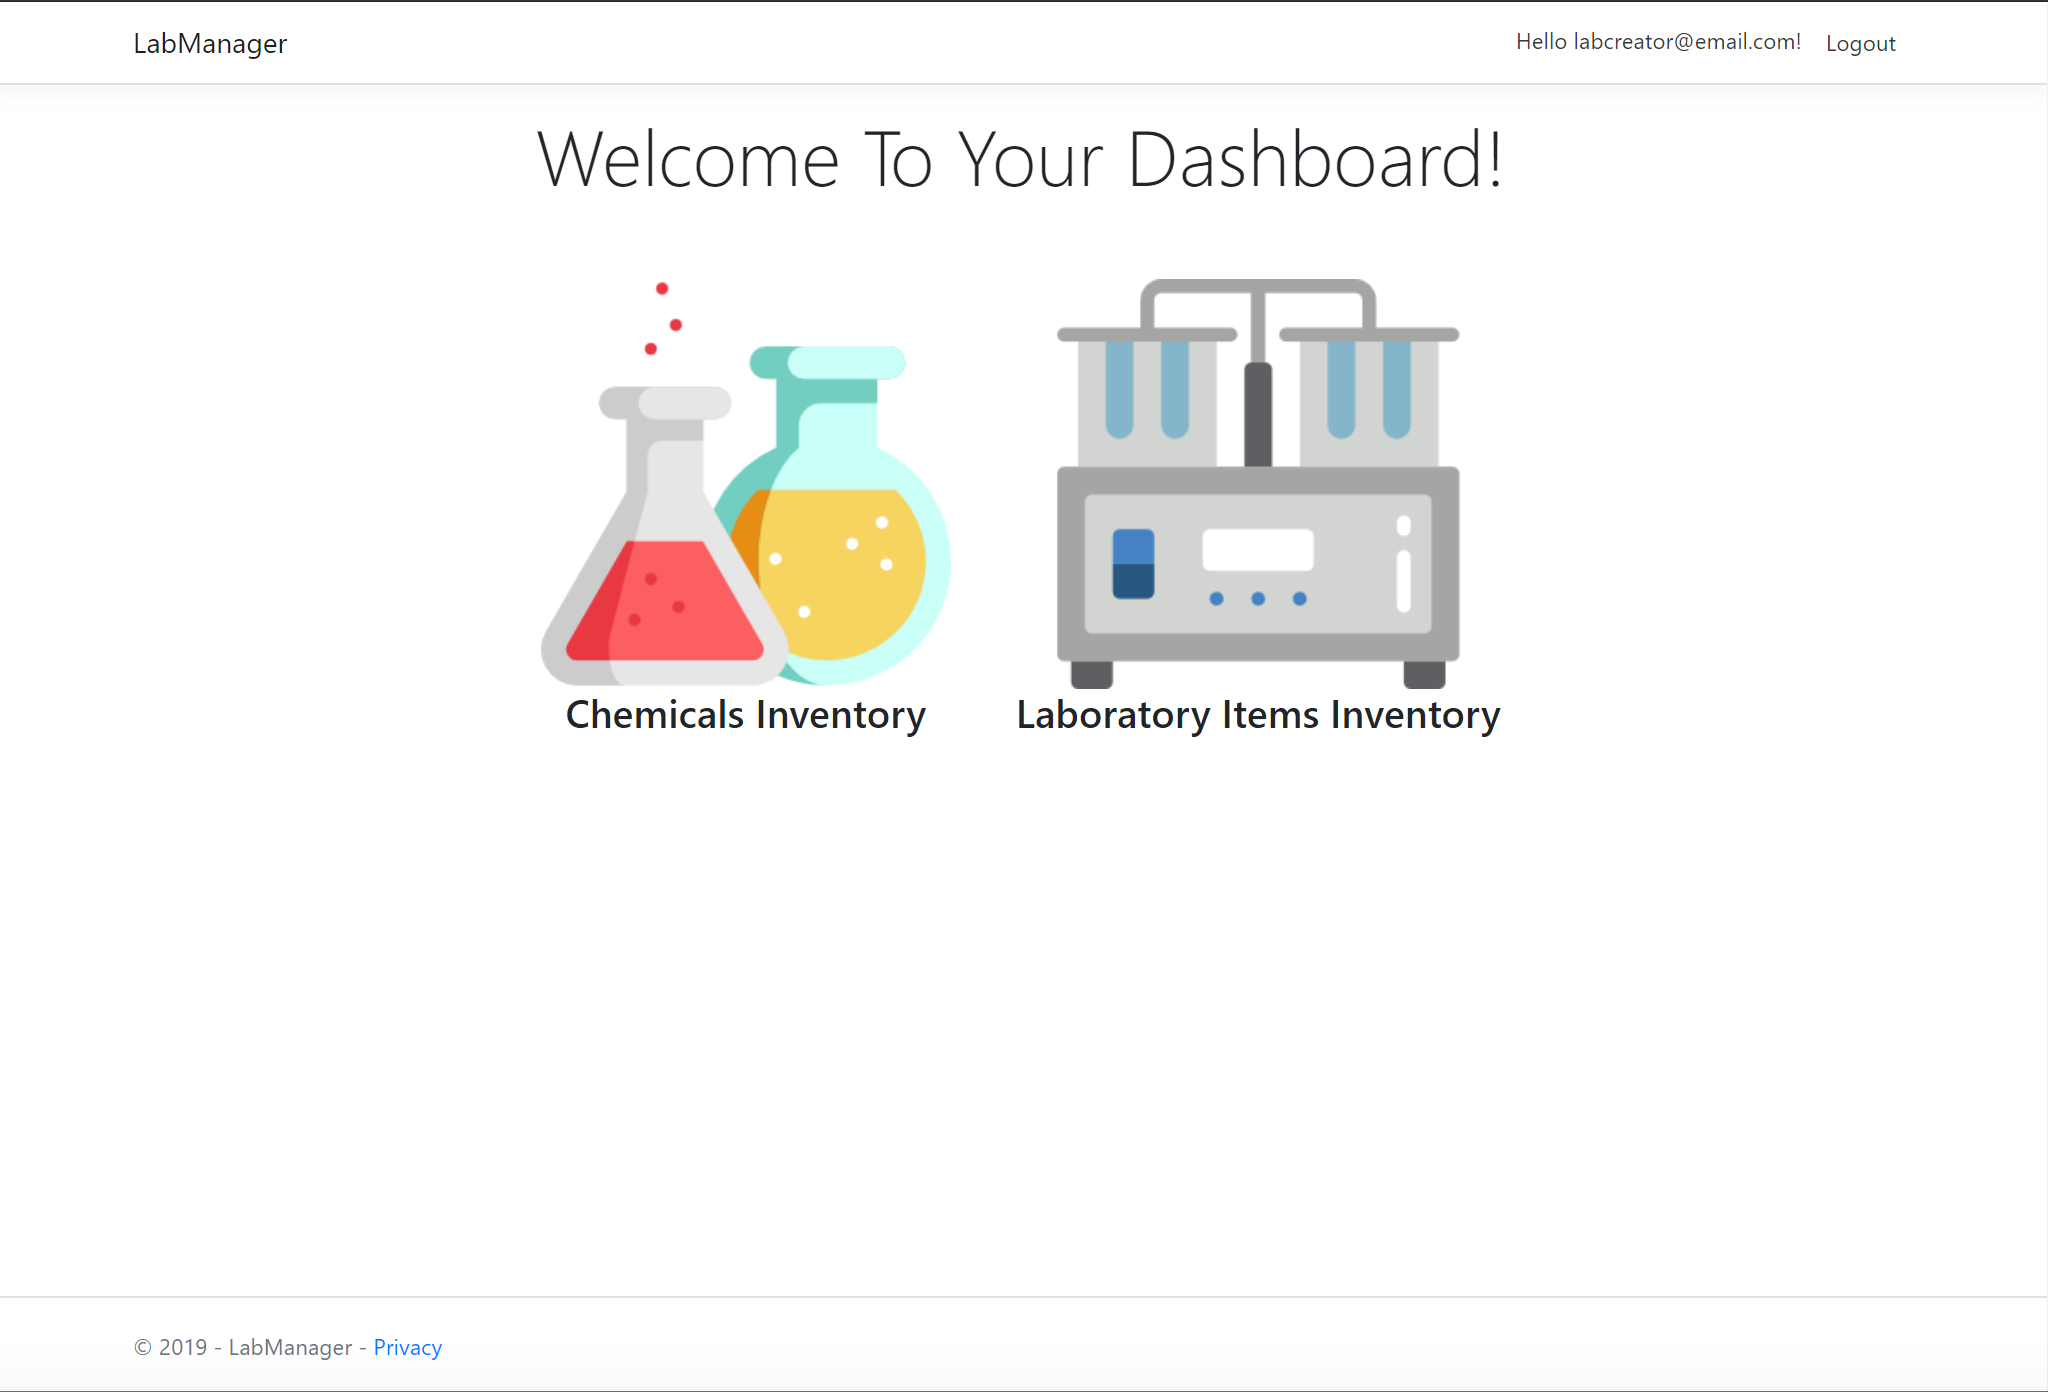 LabManager
Hello labcreator@email.com! Logout
Welcome To Your Dashboard!
Chemicals Inventory
Laboratory Items Inventory
© 2019 - LabManager - Privacy